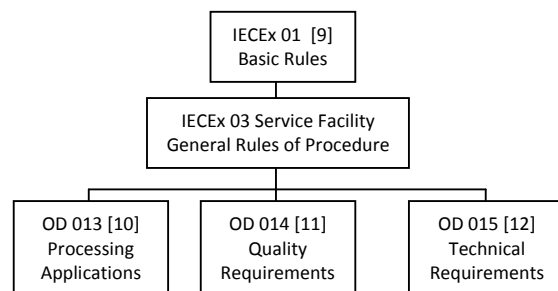 IECEx 01 [9]
Basic Rules
IECEx 03 Service Facility
General Rules of Procedure
OD 013 [10]
Processing
Applications
OD 014 [11]
Quality
Requirements
OD 015 [12]
Technical
Requirements